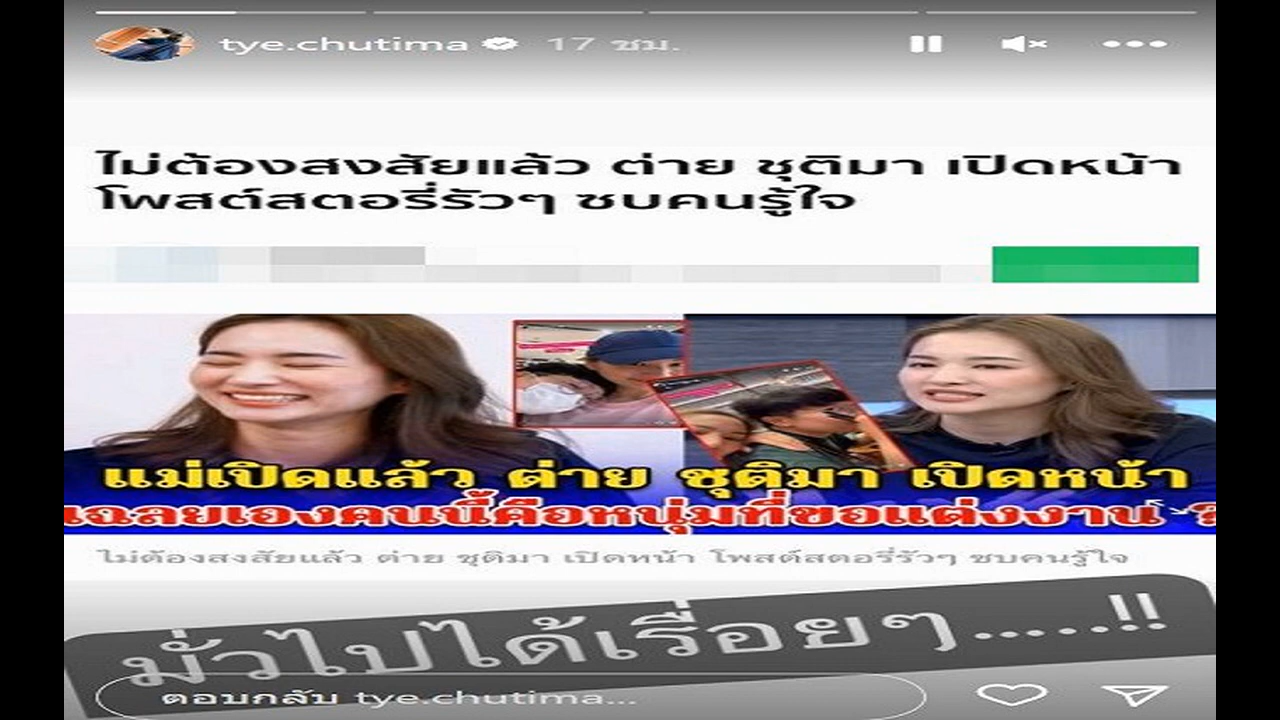 tye.chutima 17 ชม.
ไม่ต้องสงสัยแล้ว ต่าย ชุติมา เปิดหน้า
โพสต์สตอรี่รัวๆ ซบคนรู้ใจ
แม่เปิดแล้ว ต่าย ชุติมา เปิดหน้า
เฉลยเองคนนี้คือหนุ่มที่ขอแต่งงาน ?
ไม่ต้องสงสัยแล้ว ต่าย ชุติมา เปิดหน้า โพสต์สตอรี่รัวๆ ซบคนรู้ใจ
มั่วไปได้เรื่อยๆ.....!!
ตอบกลับ tye.chutima...